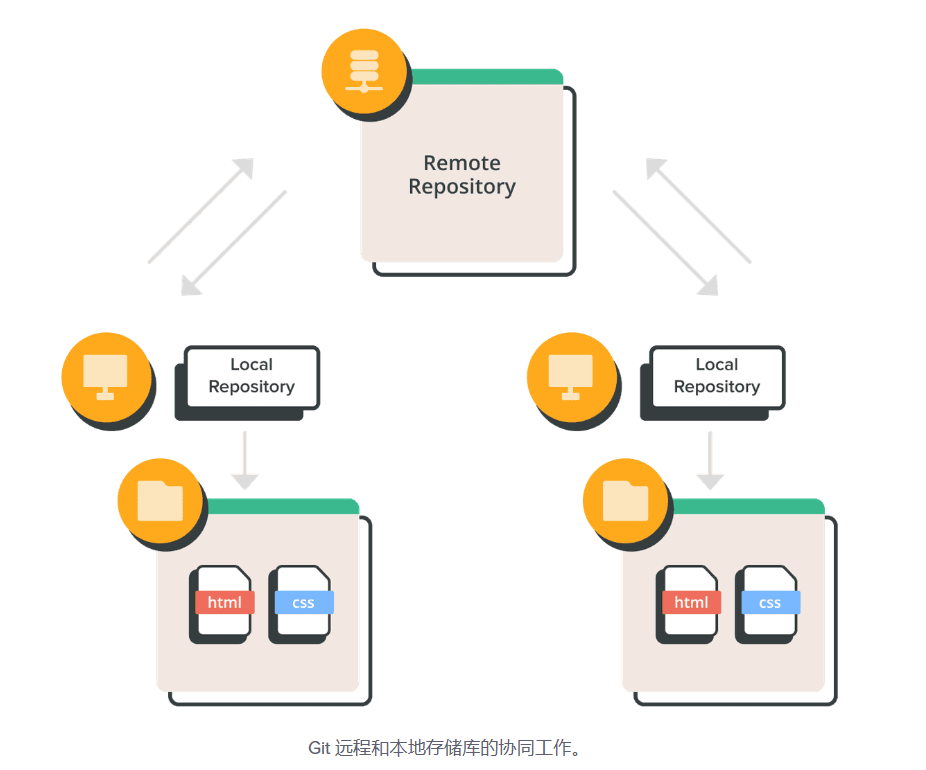 Remote
Repository
Local
Repository
Local
Repository
html
css
html
css
Git 远程和本地存储库的协同工作。